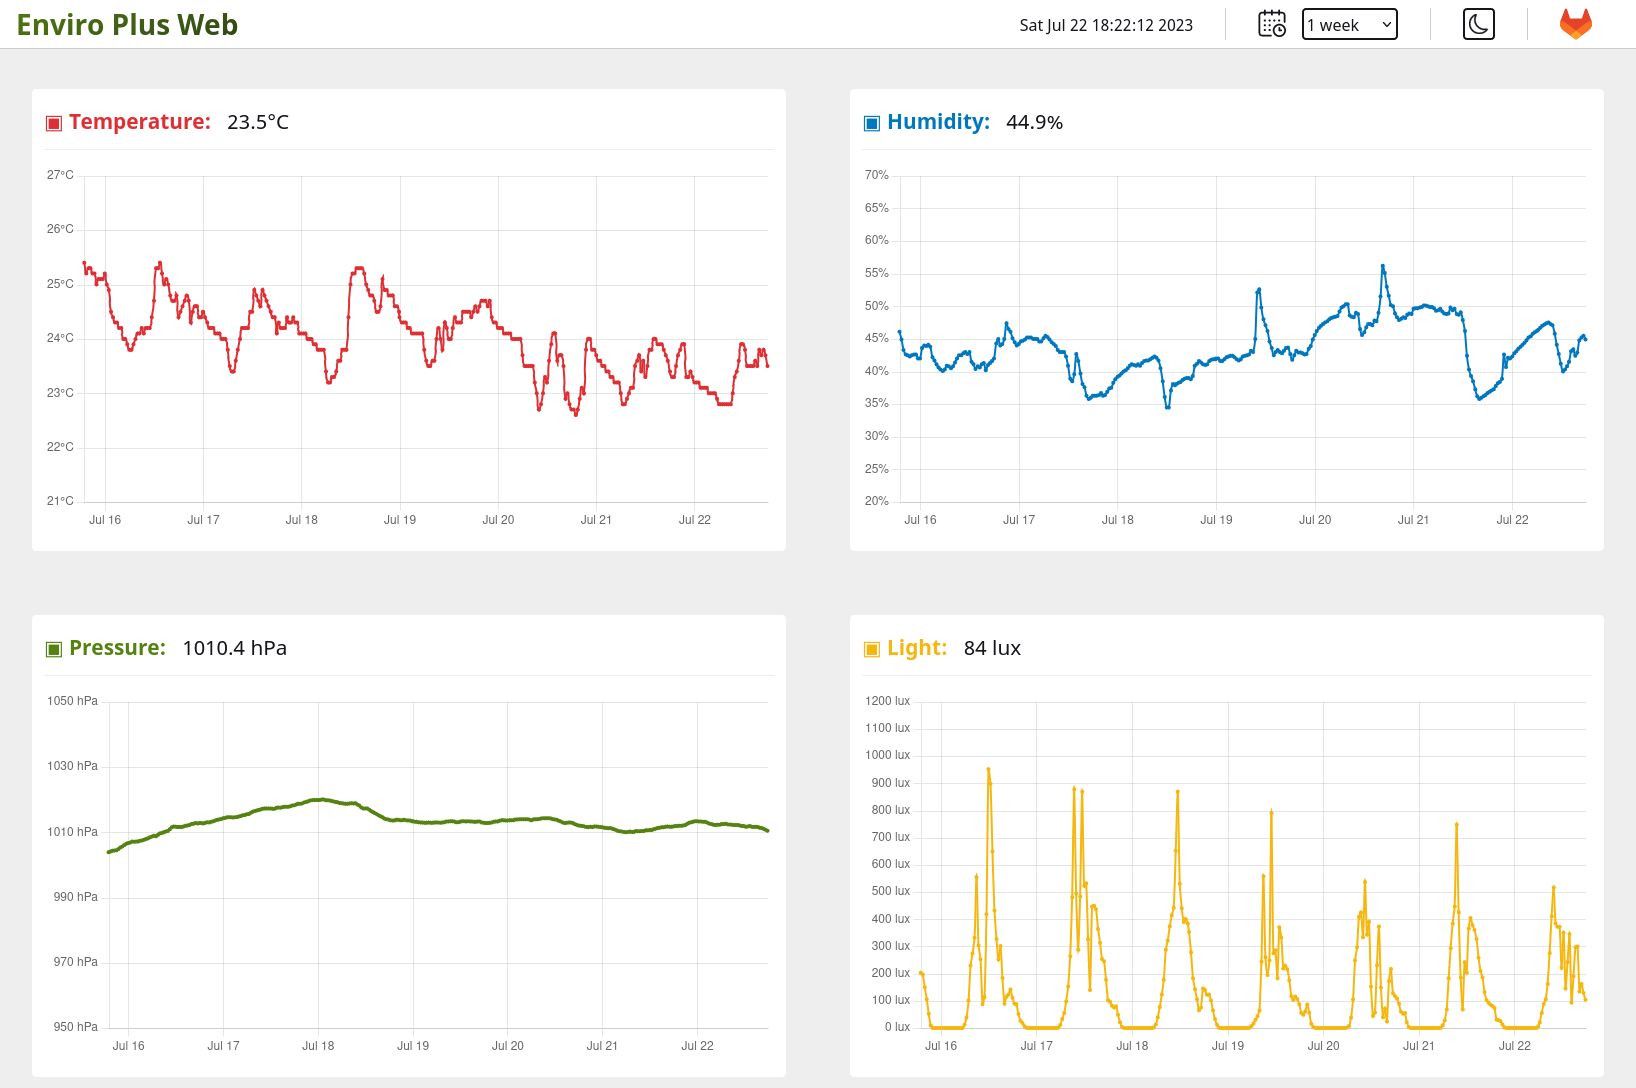 Enviro Plus Web
Sat Jul 22 18:22:12 2023
1 week
Temperature: 23.5°C
27°C
26°C
25°C
24°C
23°C
22°C
21°C
Jul 16 Jul 17 Jul 18 Jul 19 Jul 20 Jul 21 Jul 22
Humidity: 44.9%
70%
65%
60%
55%
50%
45%
40%
35%
30%
25%
20%
Jul 16 Jul 17 Jul 18 Jul 19 Jul 20 Jul 21 Jul 22
Pressure: 1010.4 hPa
1050 hPa
1030 hPa
1010 hPa
990 hPa
970 hPa
950 hPa
Jul 16 Jul 17 Jul 18 Jul 19 Jul 20 Jul 21 Jul 22
Light: 84 lux
1200 lux
1100 lux
1000 lux
900 lux
800 lux
700 lux
600 lux
500 lux
400 lux
300 lux
200 lux
100 lux
0 lux
Jul 16 Jul 17 Jul 18 Jul 19 Jul 20 Jul 21 Jul 22